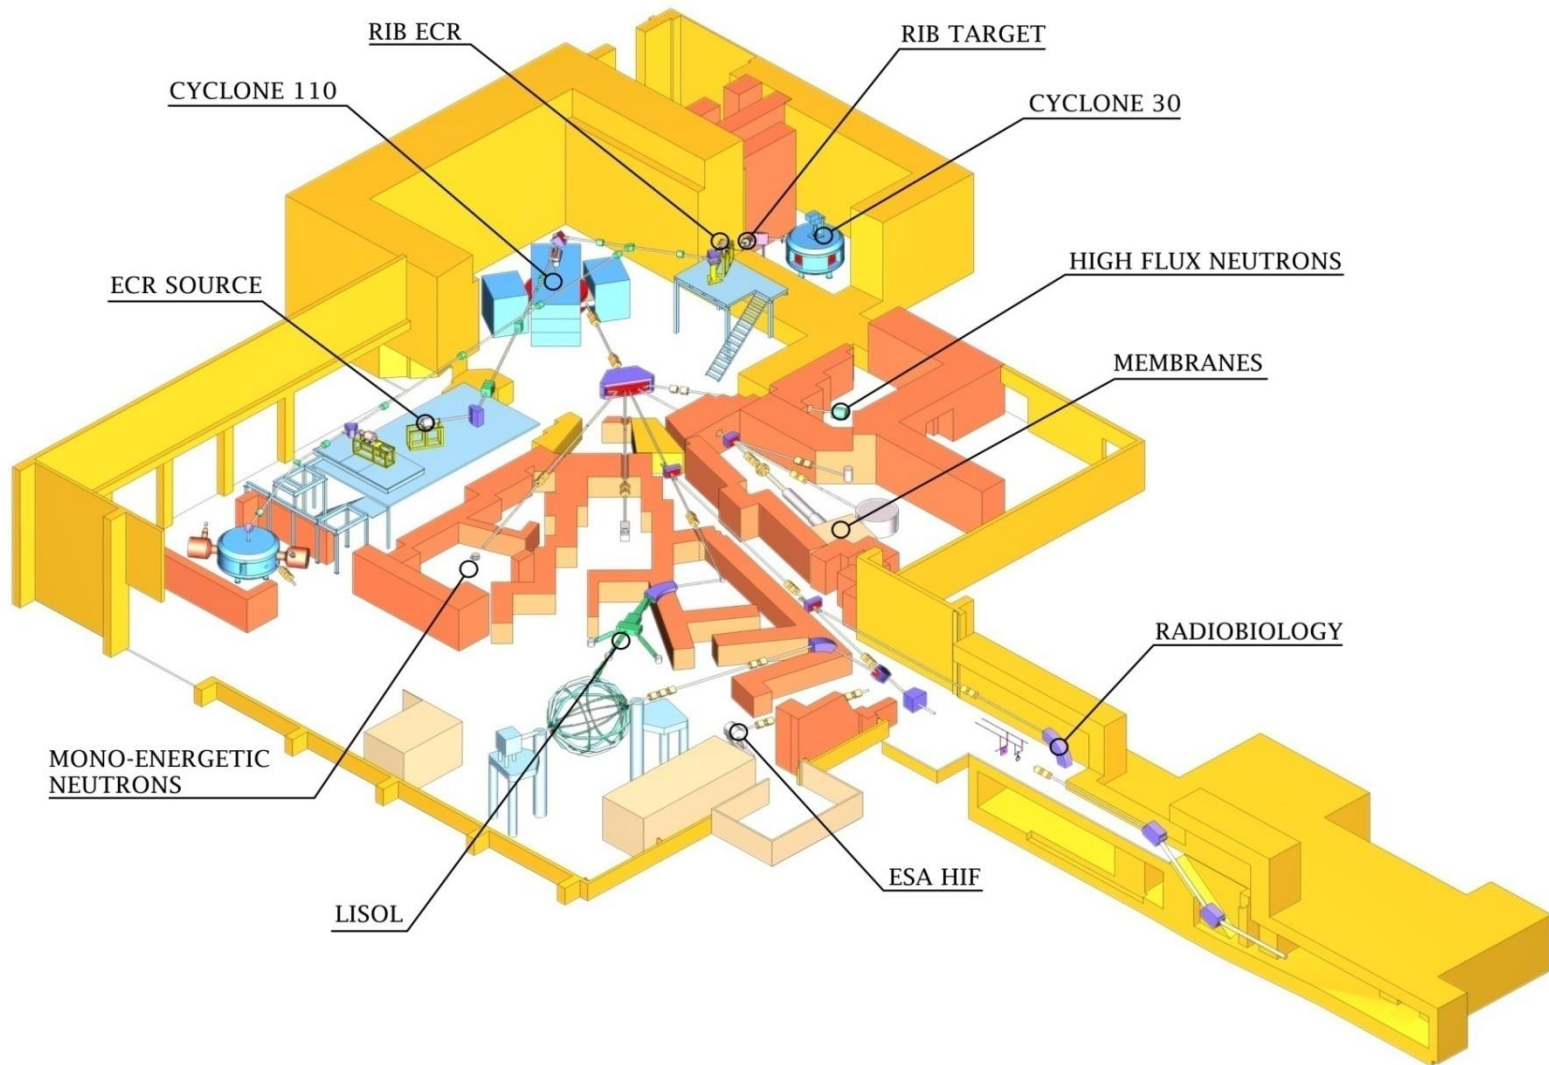 RIB ECR
RIB TARGET
CYCLONE 110
CYCLONE 30
HIGH FLUX NEUTRONS
ECR SOURCE
MEMBRANES
RADIOBIOLOGY
MONO-ENERGETIC
NEUTRONS
ESA HIF
LISOL